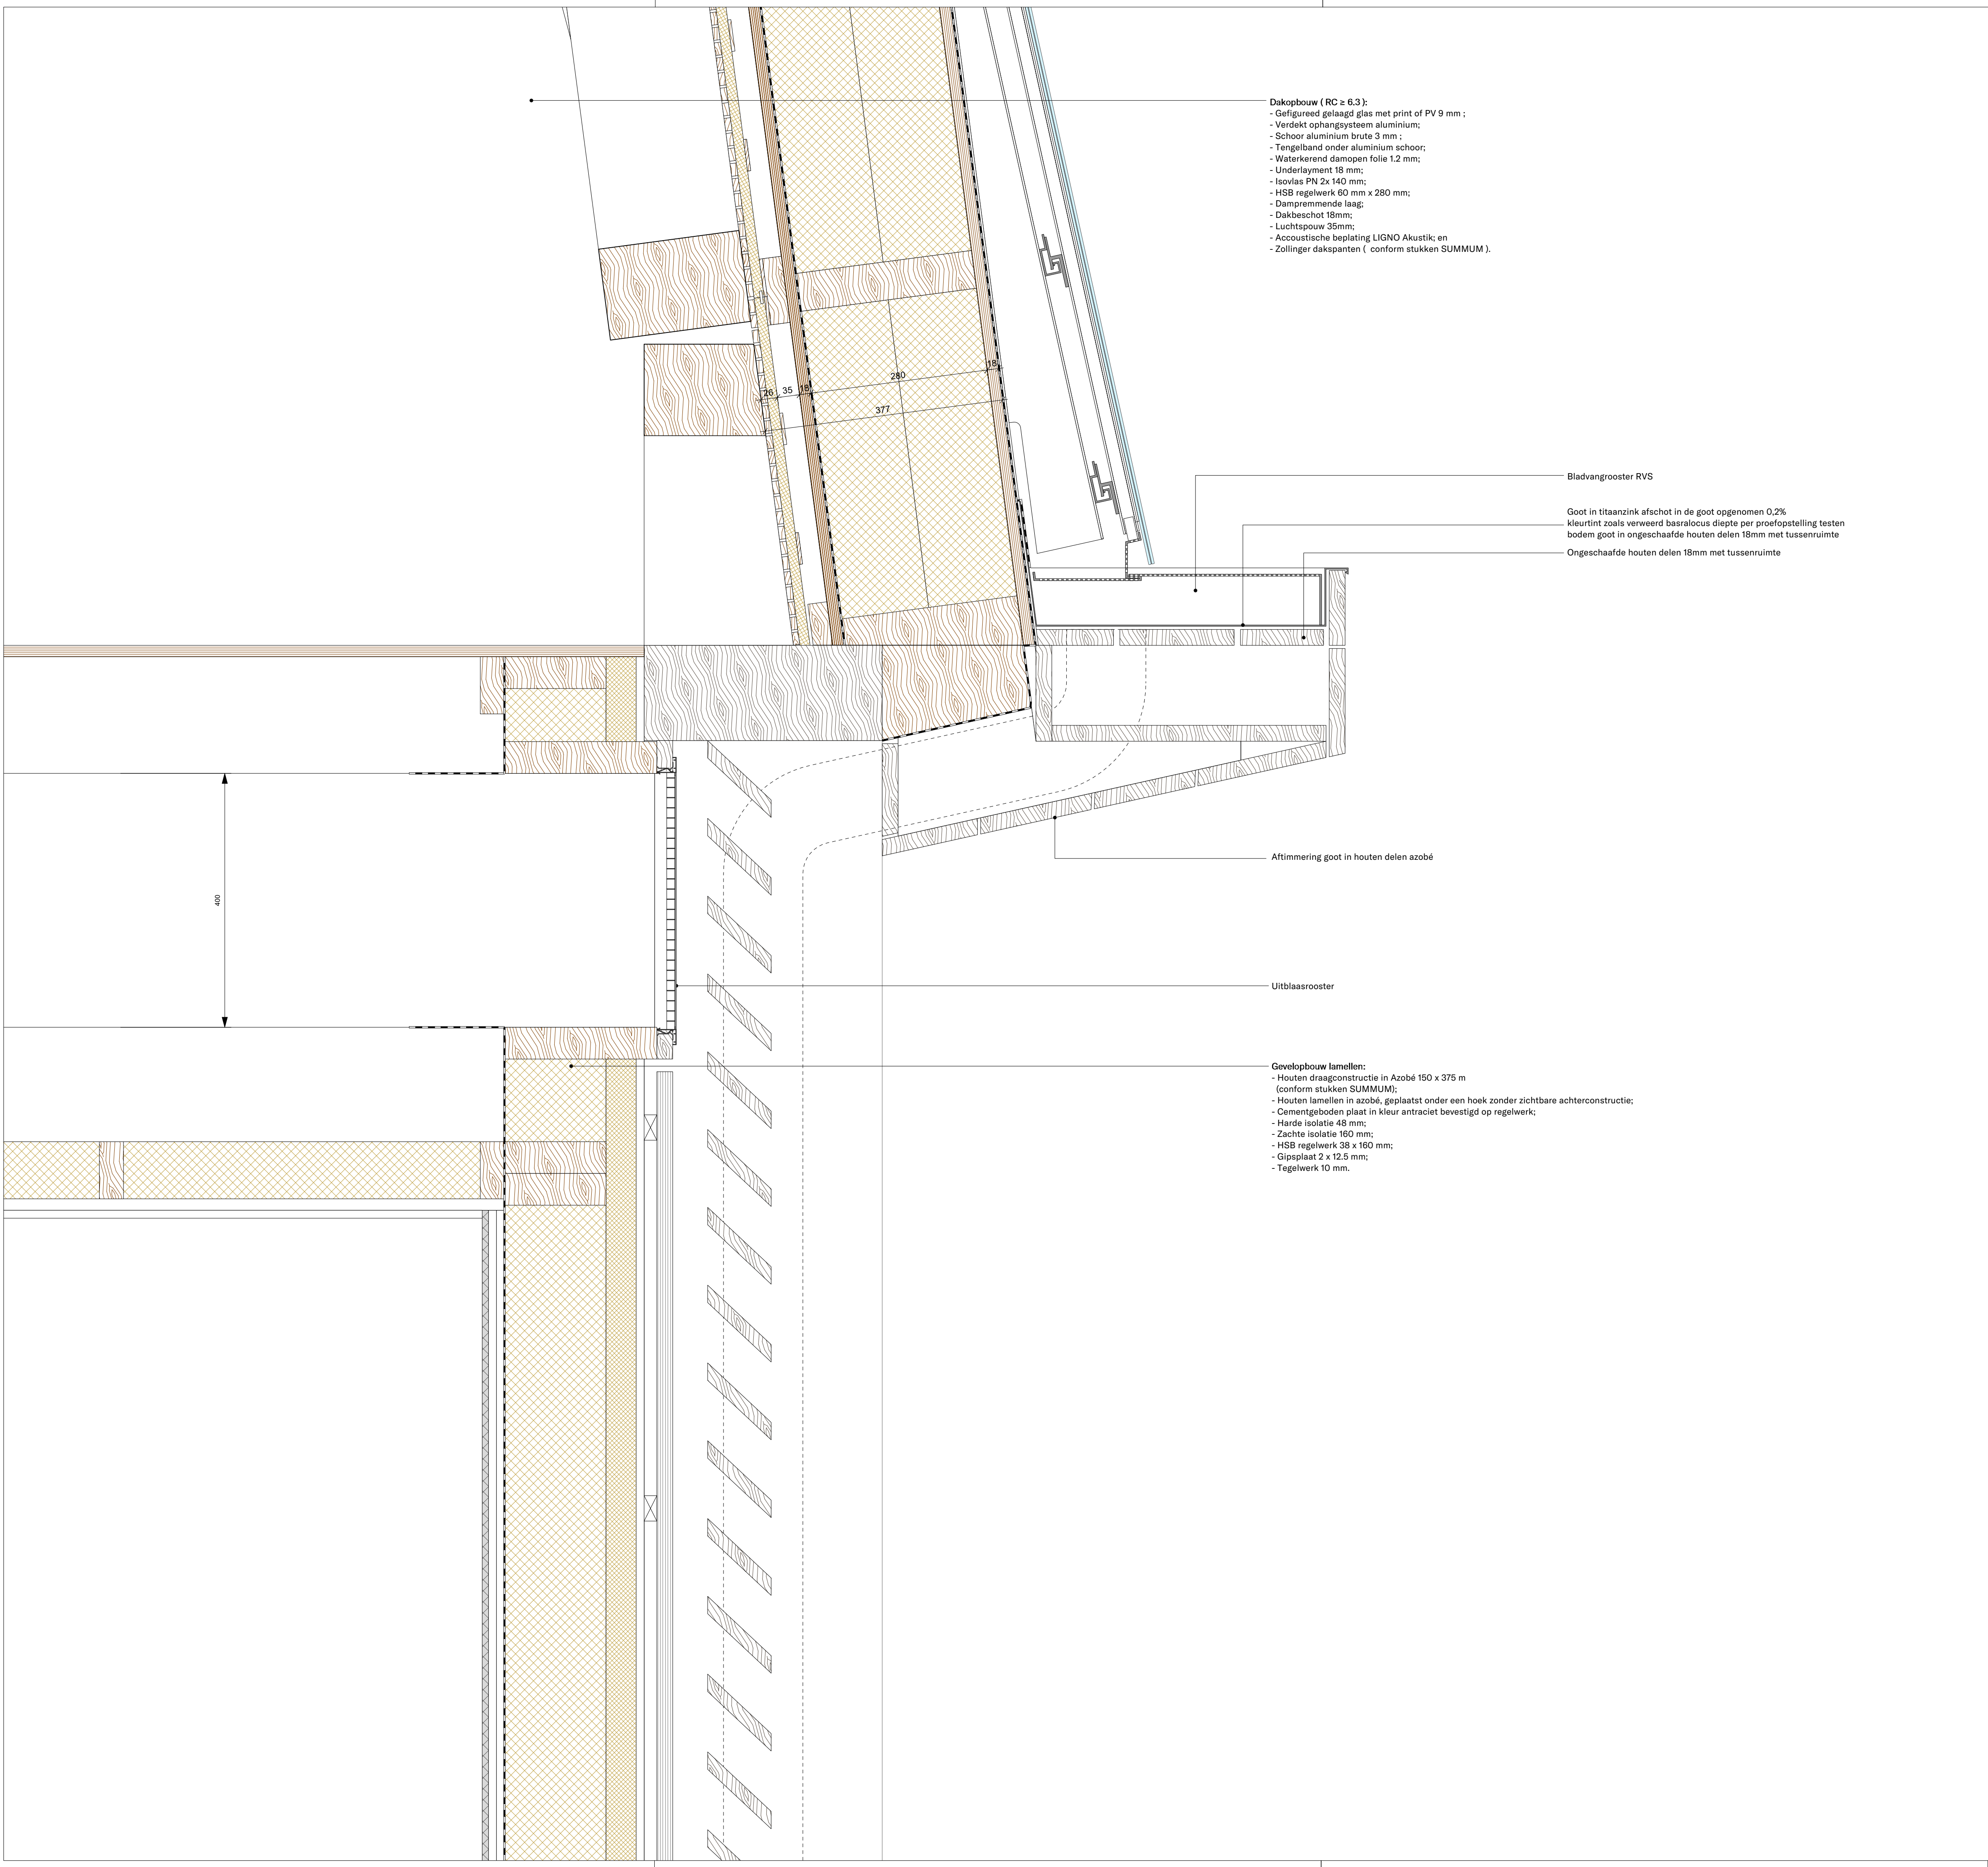 Dakopbouw ( RC ≥ 6.3 ):
- Gefigureed gelaagd glas met print of PV 9 mm ;
- Verdekt ophangsysteem aluminium;
- Schoor aluminium brute 3 mm ;
- Tengelband onder aluminium schoor;
- Waterkerend damopen folie 1.2 mm;
- Underlayment 18 mm;
- Isovlas PN 2x 140 mm;
- HSB regelwerk 60 mm x 280 mm;
- Dampremmende laag;
- Dakbeschot 18mm;
- Luchtspouw 35mm;
- Accoustische beplating LIGNO Akustik; en
- Zollinger dakspanten ( conform stukken SUMMUM ).
18
280
26
35
18
377
Bladvangrooster RVS
Goot in titaanzink afschot in de goot opgenomen 0,2%
kleurtint zoals verweerd basralocus diepte per proefopstelling testen
bodem goot in ongeschaafde houten delen 18mm met tussenruimte
Ongeschaafde houten delen 18mm met tussenruimte
Aftimmering goot in houten delen azobé
400
Uitblaasrooster
Gevelopbouw lamellen:
- Houten draagconstructie in Azobé 150 x 375 m
(conform stukken SUMMUM);
- Houten lamellen in azobé, geplaatst onder een hoek zonder zichtbare achterconstructie;
- Cementgeboden plaat in kleur antraciet bevestigd op regelwerk;
- Harde isolatie 48 mm;
- Zachte isolatie 160 mm;
- HSB regelwerk 38 x 160 mm;
- Gipsplaat 2 x 12.5 mm;
- Tegelwerk 10 mm.